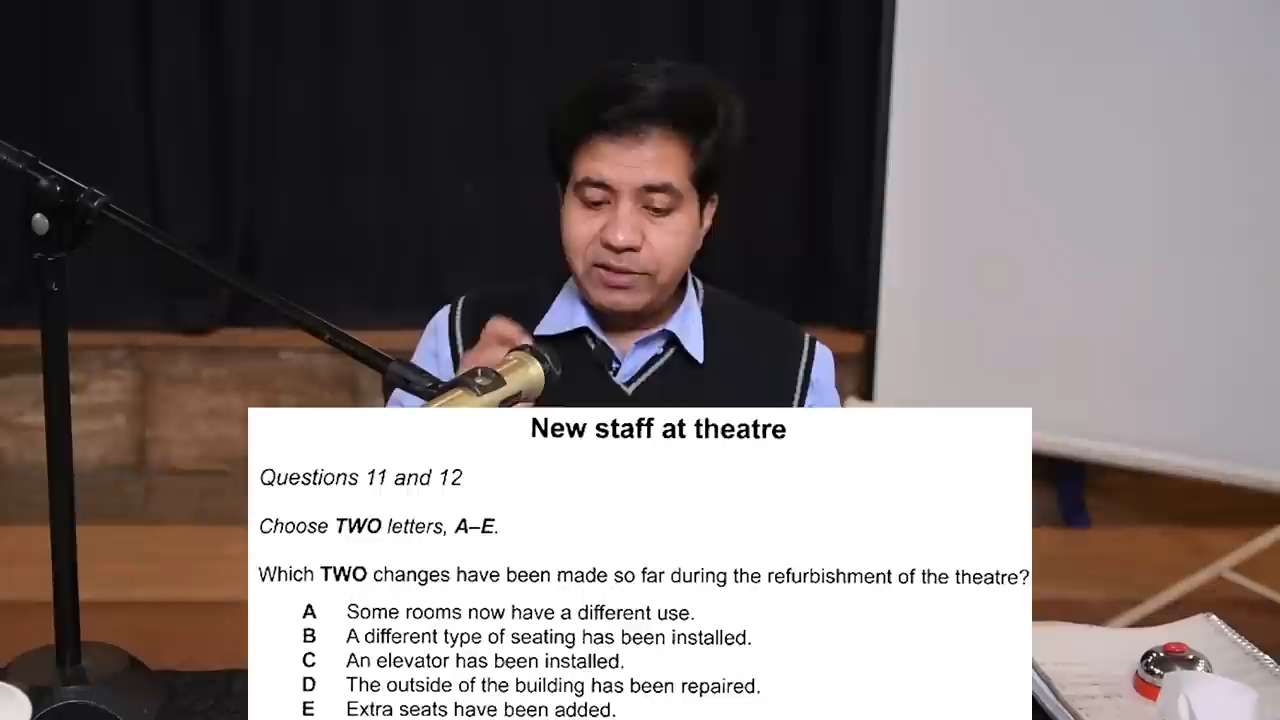 New staff at theatre
Questions 11 and 12
Choose TWO letters, A–E.
Which TWO changes have been made so far during the refurbishment of the theatre?
A Some rooms now have a different use.
B A different type of seating has been installed.
C An elevator has been installed.
D The outside of the building has been repaired.
E Extra seats have been added.